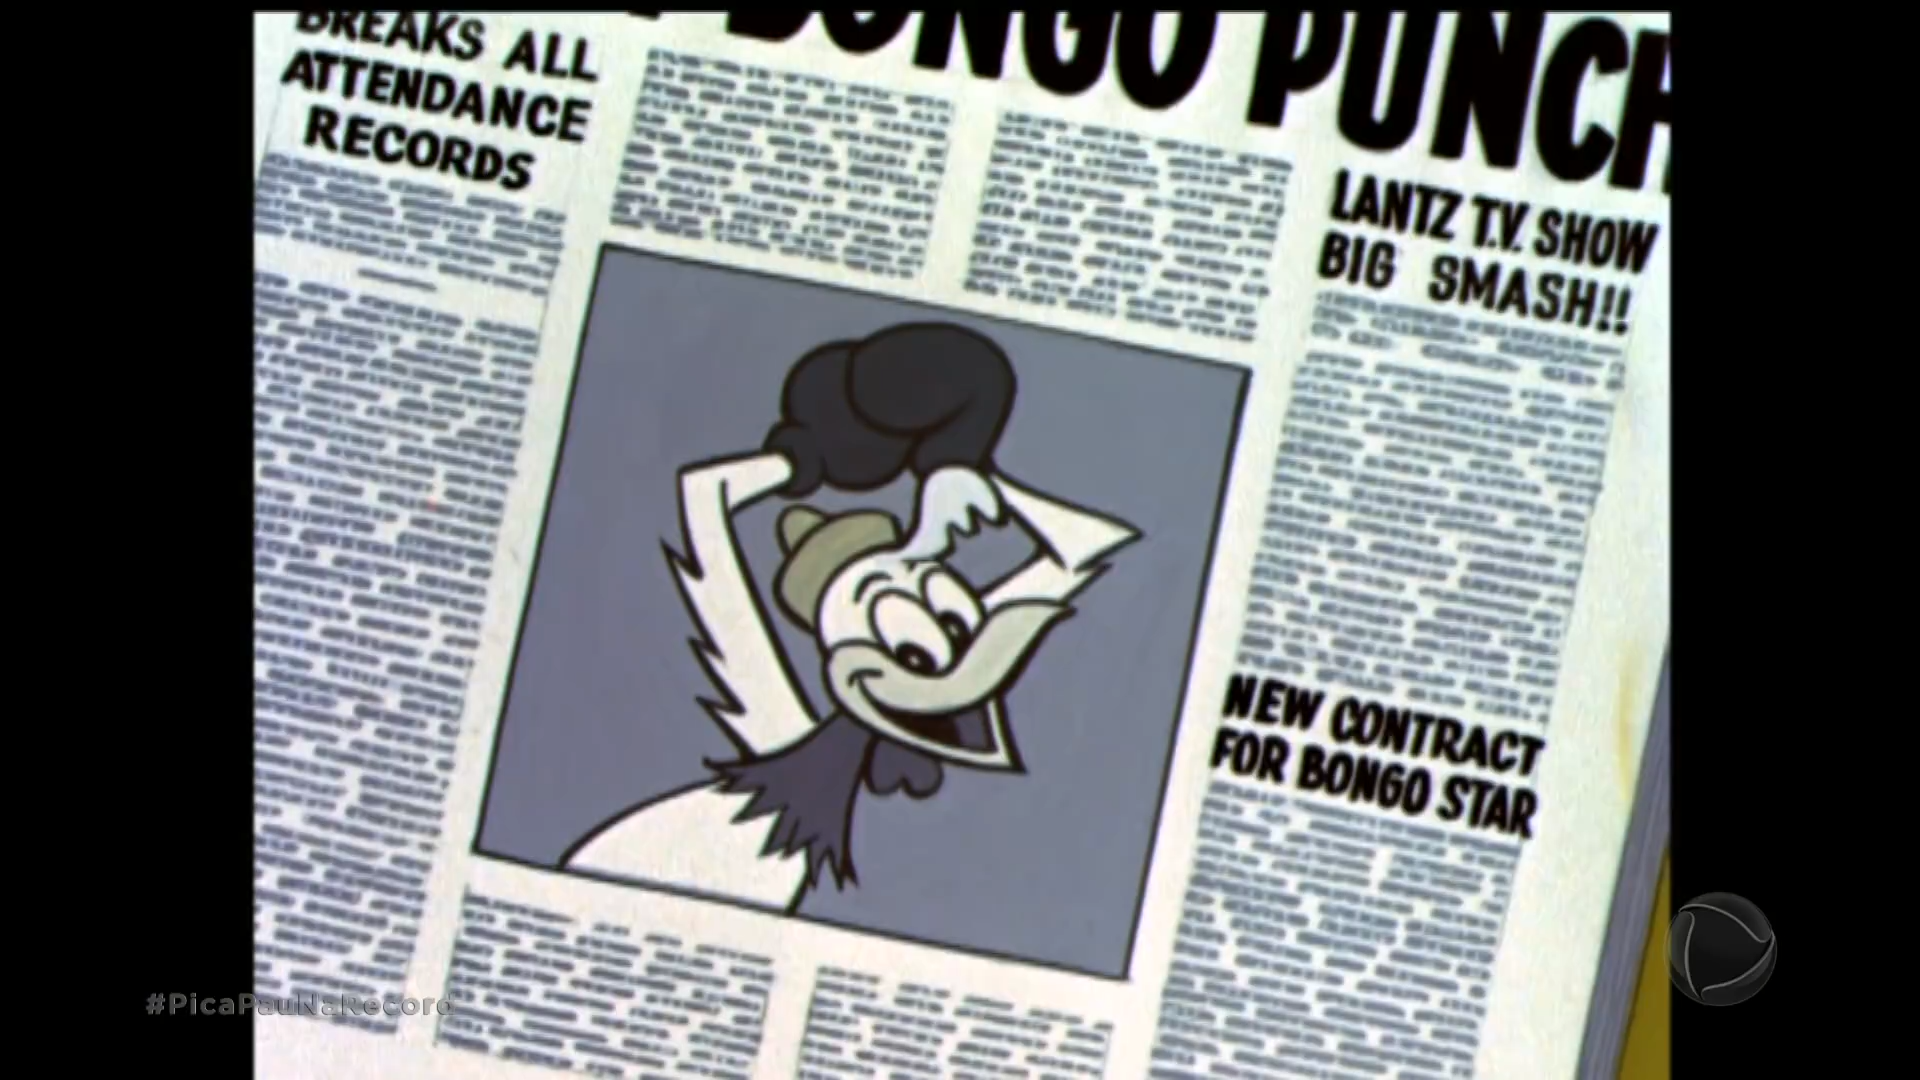 BONGO PUNCH
BREAKS ALL
ATTENDANCE
RECORDS
LANTZ T.V. SHOW
BIG SMASH!!
NEW CONTRACT
FOR BONGO STAR
#PicaPauNaRecord